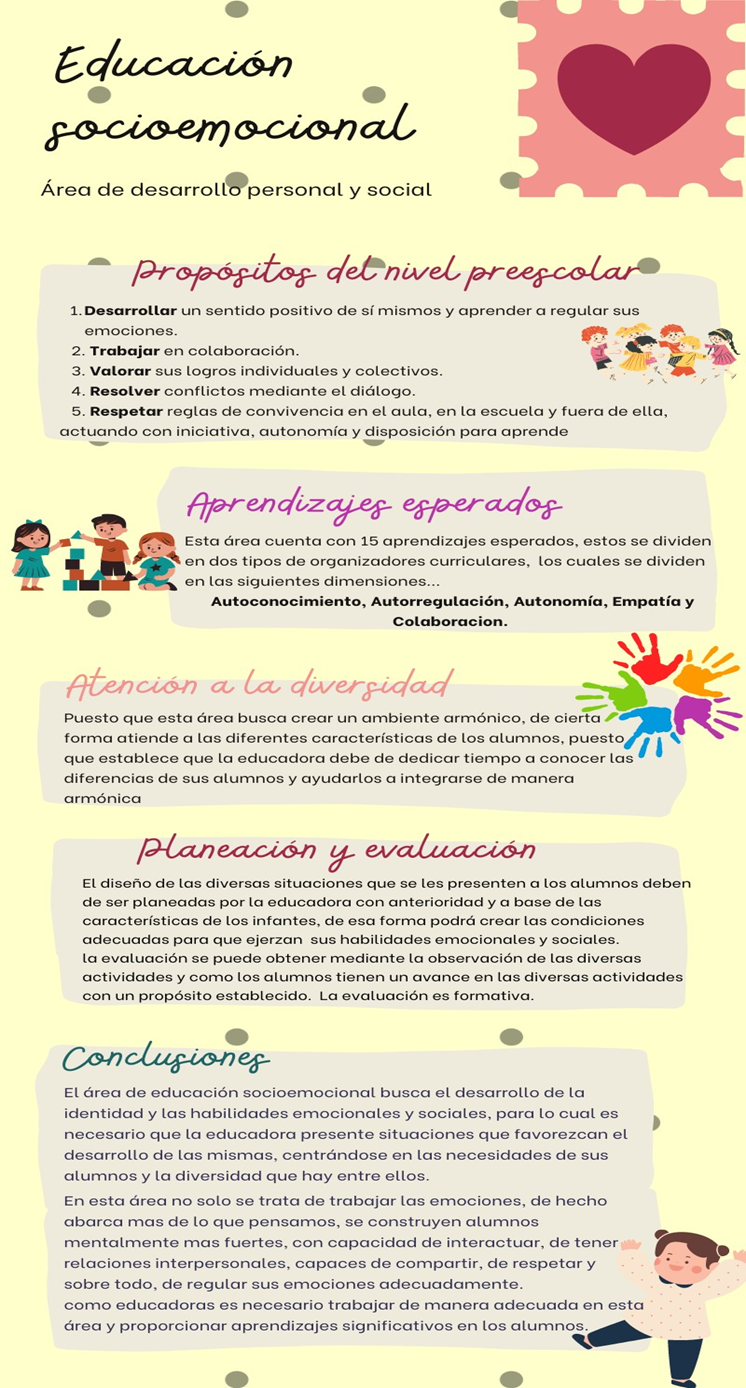 Educación
socioemocional
Área de desarrollo personal y social
Propósitos del nivel preescolar
1. Desarrollar un sentido positivo de sí mismos y aprender a regular sus
emociones.
2. Trabajar en colaboración.
3. Valorar sus logros individuales y colectivos.
4. Resolver conflictos mediante el diálogo.
5. Respetar reglas de convivencia en el aula, en la escuela y fuera de ella,
actuando con iniciativa, autonomía y disposición para aprende
Aprendizajes esperados
Esta área cuenta con 15 aprendizajes esperados, estos se dividen
en dos tipos de organizadores curriculares, los cuales se dividen
en las siguientes dimensiones...
Autoconocimiento, Autorregulación, Autonomía, Empatía y
Colaboracion.
Atención a la diversidad
Puesto que esta área busca crear un ambiente armónico, de cierta
forma atiende a las diferentes características de los alumnos, puesto
que establece que la educadora debe de dedicar tiempo a conocer las
diferencias de sus alumnos y ayudarlos a integrarse de manera
armónica
Planeación y evaluación
El diseño de las diversas situaciones que se les presenten a los alumnos deben
de ser planeadas por la educadora con anterioridad y a base de las
características de los infantes, de esa forma podrá crear las condiciones
adecuadas para que ejerzan sus habilidades emocionales y sociales.
la evaluación se puede obtener mediante la observación de las diversas
actividades y como los alumnos tienen un avance en las diversas actividades
con un propósito establecido. La evaluación es formativa.
Conclusiones
El área de educación socioemocional busca el desarrollo de la
identidad y las habilidades emocionales y sociales, para lo cual es
necesario que la educadora presente situaciones que favorezcan el
desarrollo de las mismas, centrándose en las necesidades de sus
alumnos y la diversidad que hay entre ellos.
En esta área no solo se trata de trabajar las emociones, de hecho
abarca mas de lo que pensamos, se construyen alumnos
mentalmente mas fuertes, con capacidad de interactuar, de tener
relaciones interpersonales, capaces de compartir, de respetar y
sobre todo, de regular sus emociones adecuadamente.
como educadoras es necesario trabajar de manera adecuada en esta
área y proporcionar aprendizajes significativos en los alumnos.